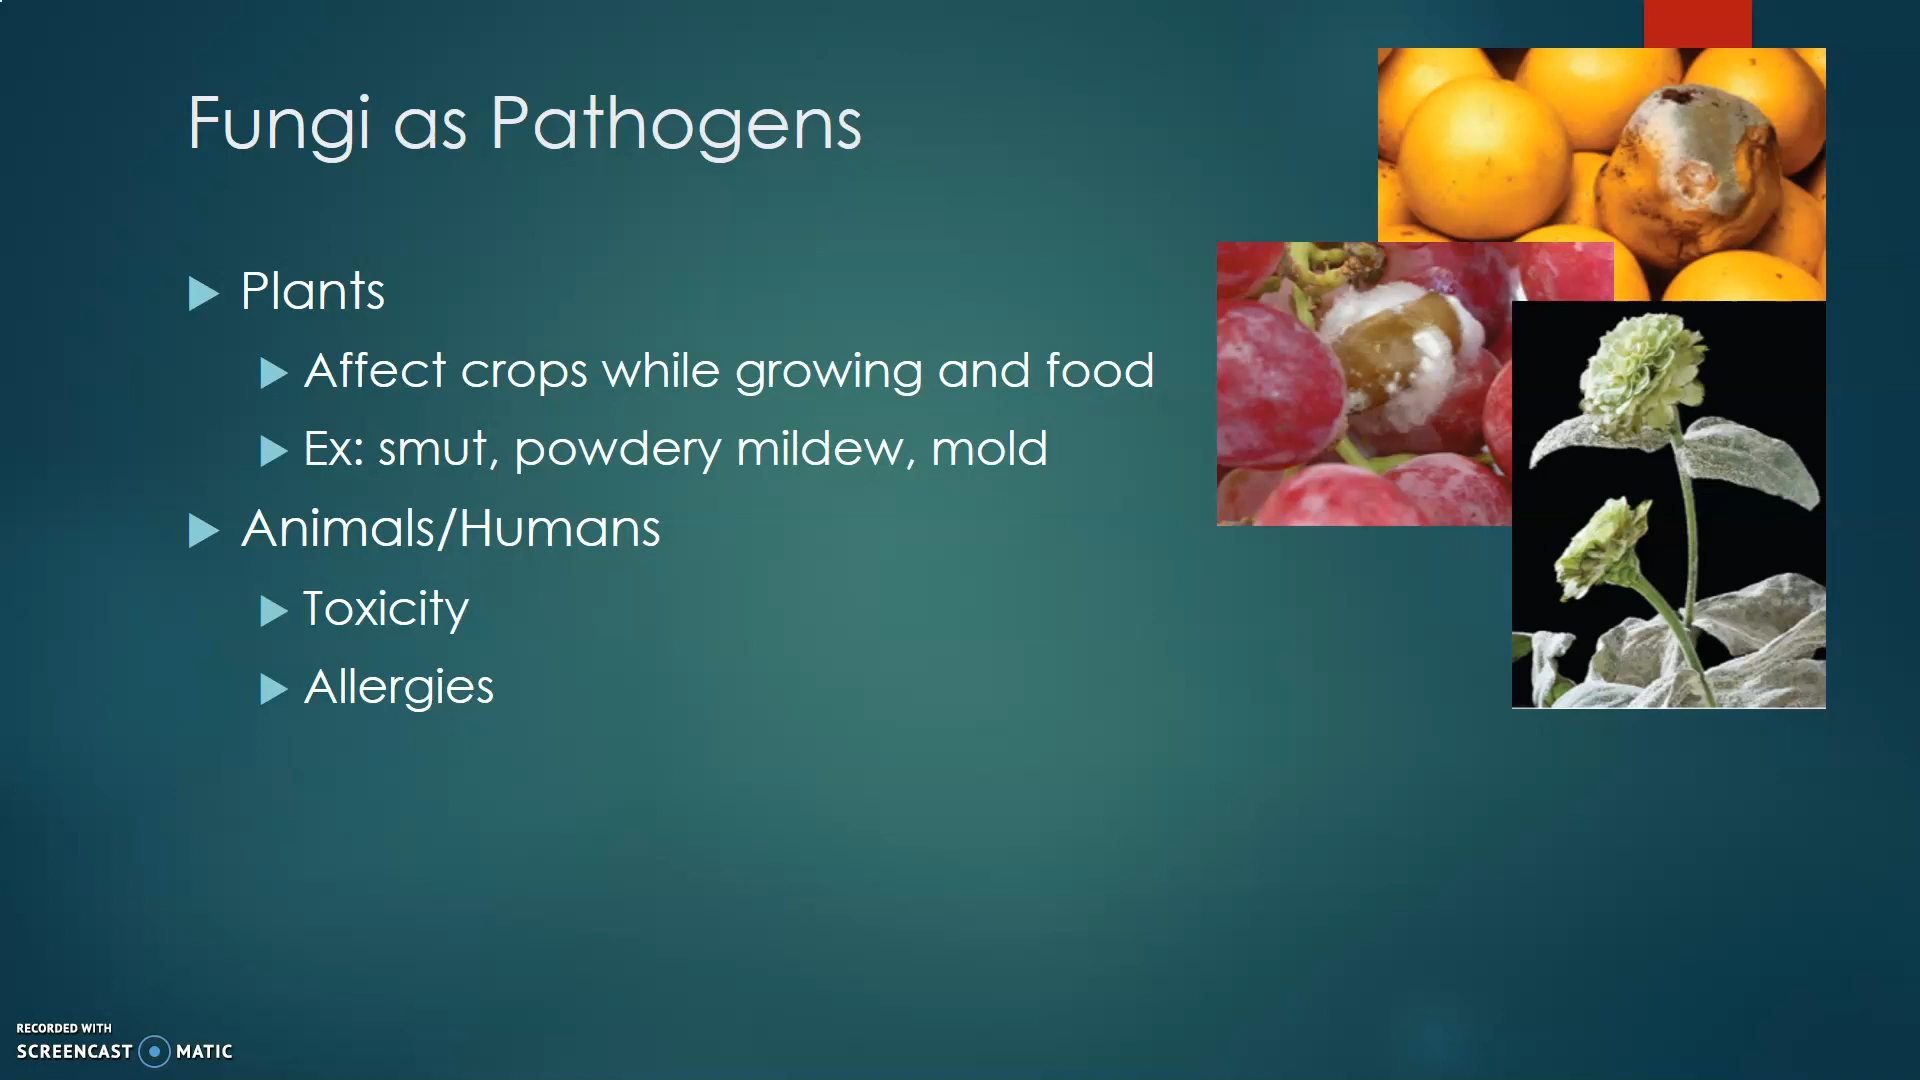 Fungi as Pathogens
Plants
Affect crops while growing and food
Ex: smut, powdery mildew, mold
Animals/Humans
Toxicity
Allergies
RECORDED WITH
SCREENCAST MATIC